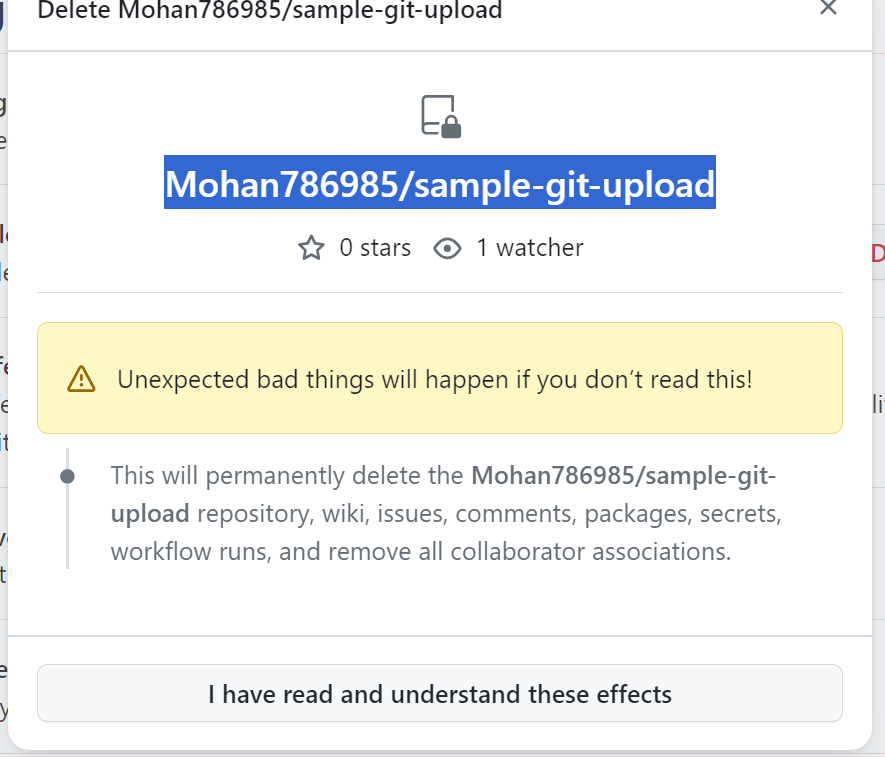 Delete Mohan786985/sample-git-upload
Mohan786985/sample-git-upload
0 stars 1 watcher
Unexpected bad things will happen if you don’t read this!
This will permanently delete the Mohan786985/sample-git-
upload repository, wiki, issues, comments, packages, secrets,
workflow runs, and remove all collaborator associations.
I have read and understand these effects